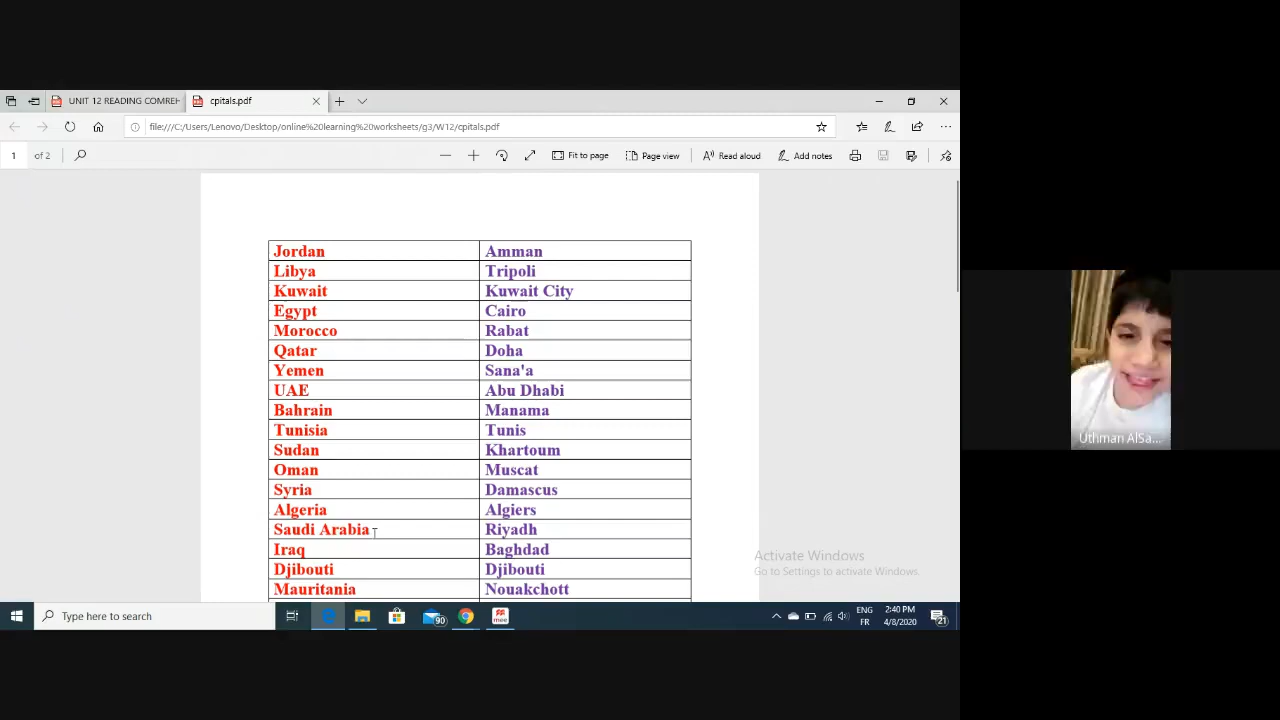 UNIT 12 READING COMREH
cpitals.pdf
file:///C:/Users/Lenovo/Desktop/online%20learning%20worksheets/g3/W12/cpitals.pdf
1 of 2 Fit to page Page view Read aloud Add notes
Jordan Amman
Libya Tripoli
Kuwait Kuwait City
Egypt Cairo
Morocco Rabat
Qatar Doha
Yemen Sana'a
UAE Abu Dhabi
Bahrain Manama
Tunisia Tunis
Sudan Khartoum
Oman Muscat
Syria Damascus
Algeria Algiers
Saudi Arabia Riyadh
Iraq Baghdad
Djibouti Djibouti
Mauritania Nouakchott
Activate Windows
Go to Settings to activate Windows.
Uthman AlSa...
Type here to search
90
mee
ENG
FR
2:40 PM
4/8/2020
21